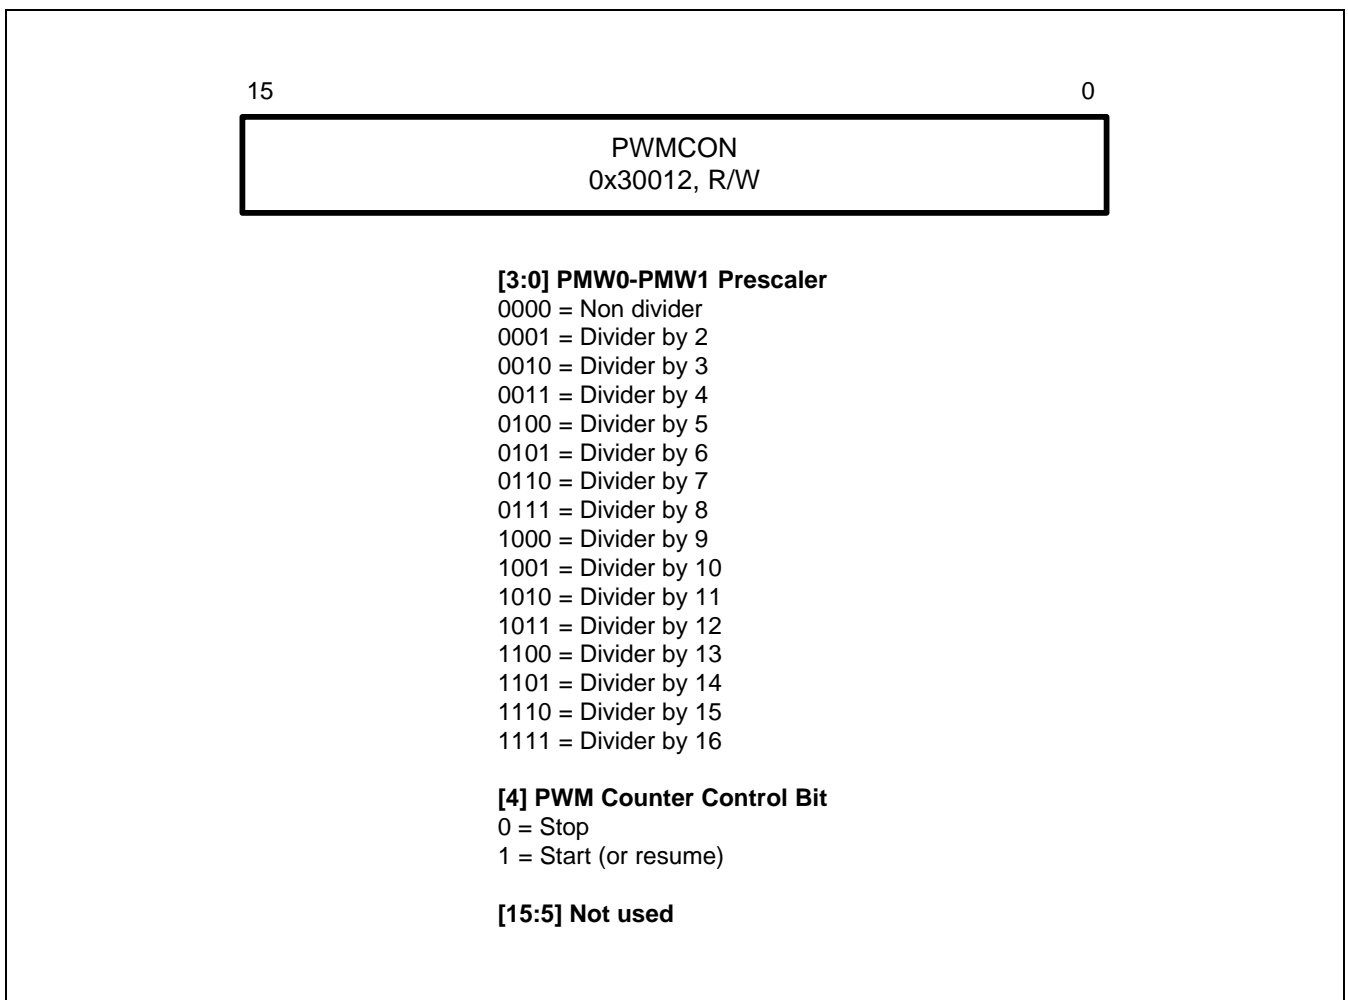 15 0
PWMCON
0x30012, R/W
[3:0] PMW0-PMW1 Prescaler
0000 = Non divider
0001 = Divider by 2
0010 = Divider by 3
0011 = Divider by 4
0100 = Divider by 5
0101 = Divider by 6
0110 = Divider by 7
0111 = Divider by 8
1000 = Divider by 9
1001 = Divider by 10
1010 = Divider by 11
1011 = Divider by 12
1100 = Divider by 13
1101 = Divider by 14
1110 = Divider by 15
1111 = Divider by 16
[4] PWM Counter Control Bit
0 = Stop
1 = Start (or resume)
[15:5] Not used